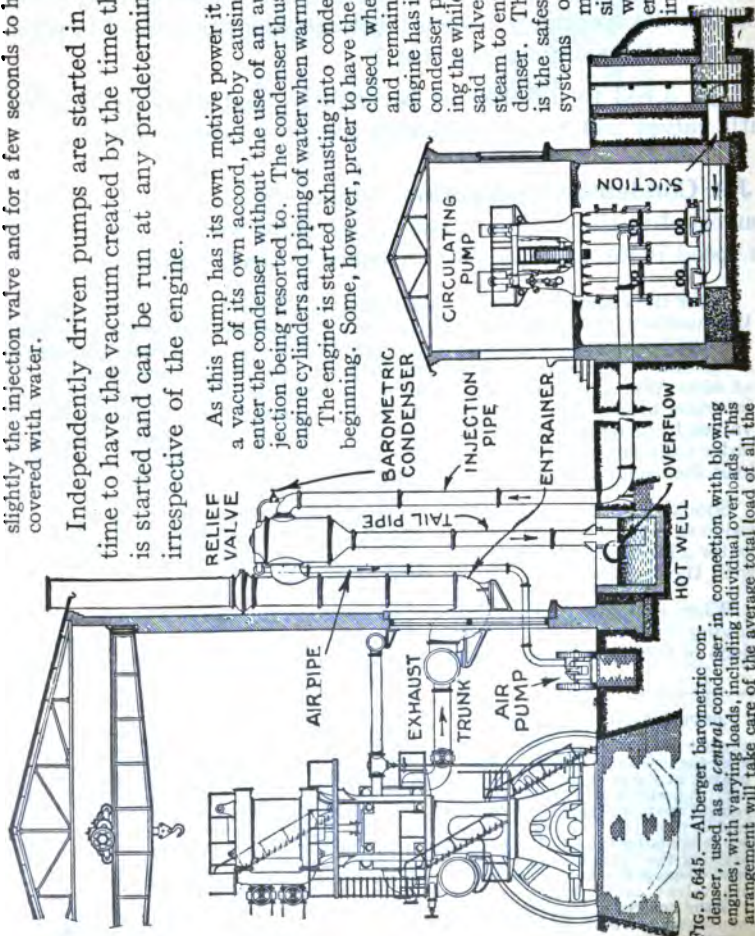 slightly the injection valve and for a few seconds to
covered with water.
Independently driven pumps are started in
time to have the vacuum created by the time th
is started and can be run at any predetermin
irrespective of the engine.
As this pump has its own motive power it
a vacuum of its own accord, thereby causin
enter the condenser without the use of an au
jection being resorted to. The condenser thus
engine cylinders and piping of water when warm
The engine is started exhausting into conde
beginning. Some, however, prefer to have the
closed whe
and remain
engine has i
condenser p
ing the while
said valve
steam to en
denser. Th
is the safes
systems o
m
si
w
en
in
RELIEF
VALVE
BAROMETRIC
CONDENSER
INJECTION
PIPE
ENTRAINER
TAIL PIPE
AIR PIPE
EXHAUST
TRUNK
AIR
PUMP
HOT WELL
OVERFLOW
CIRCULATING
PUMP
SUCTION
FIG. 5,645.—Alberger barometric con-
denser, used as a central condenser in connection with blowing
engines, with varying loads, including individual overloads. This
arrangement will take care of the average total of all the